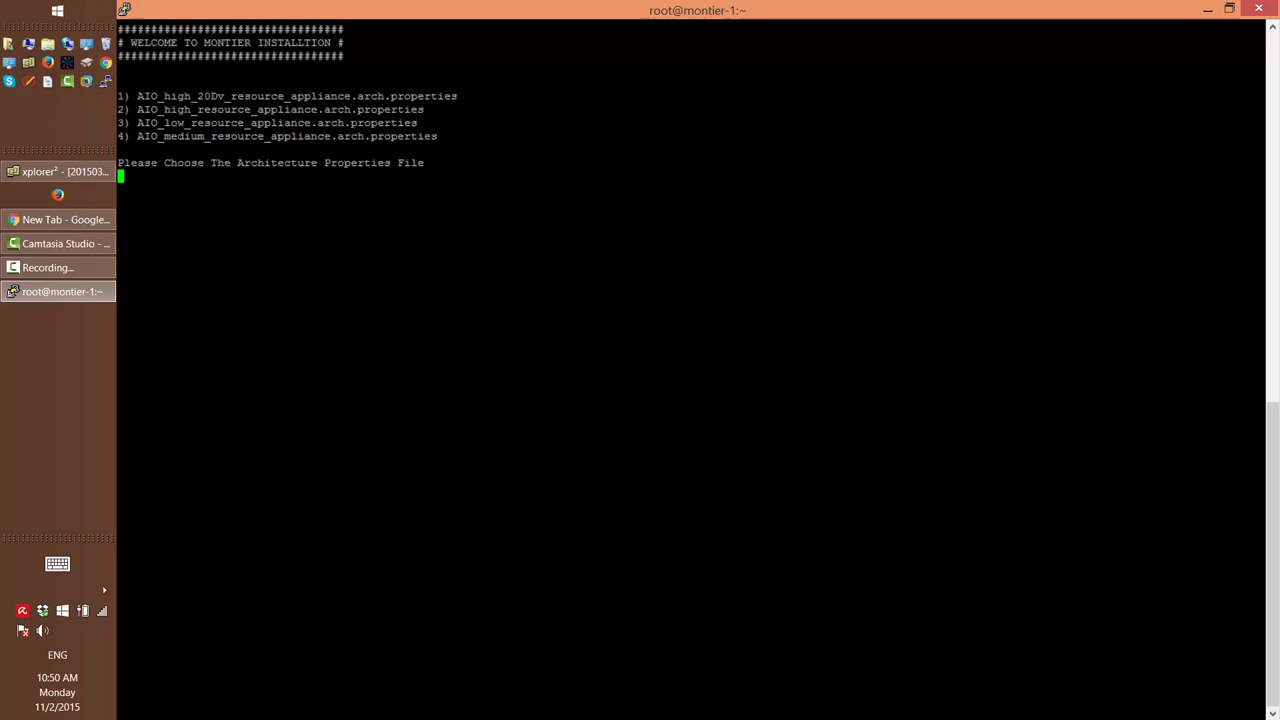 root@montier-1:~
##################################
# WELCOME TO MONTIER INSTALLTION #
##################################
1) AIO_high_20Dv_resource_appliance.arch.properties
2) AIO_high_resource_appliance.arch.properties
3) AIO_low_resource_appliance.arch.properties
4) AIO_medium_resource_appliance.arch.properties
Please Choose The Architecture Properties File
xplorer² - [201503...
New Tab - Google...
Camtasia Studio - ...
Recording...
root@montier-1:~
ENG
10:50 AM
Monday
11/2/2015